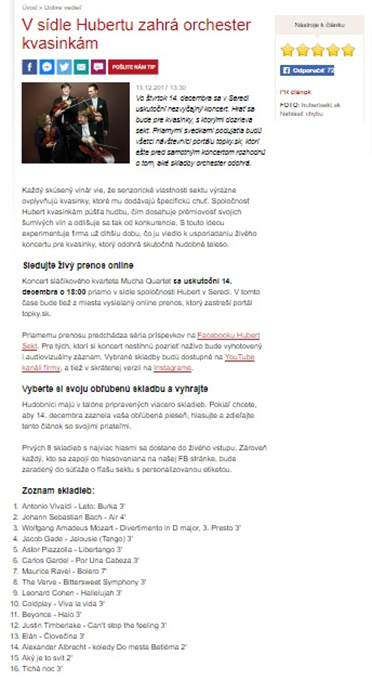 Úvod » Dobre vedieť
V sídle Hubertu zahrá orchester
kvasinkám
POŠLITE NÁM TIP
13.12.2017 13:30
Vo štvrtok 14. decembra sa v Seredi
uskutoční nezvyčajný koncert. Hrať sa
bude pre kvasinky, s ktorými dozrieva
sekt. Priamymi svedkami podujatia budú
všetci návštevníci portálu topky.sk, ktorí
ešte pred samotným koncertom rozhodnú
o tom, aké skladby orchester odohrá.
Každý skúsený vinár vie, že senzorické vlastnosti sektu výrazne
ovplyvňujú kvasinky, ktoré mu dodávajú špecifickú chuť. Spoločnosť
Hubert kvasinkám púšťa hudbu, čím dosahuje prémiovosť svojich
šumivých vín a odlišuje sa tak od konkurencie. S touto ideou
experimentuje firma už dlhšiu dobu, čo ju viedlo k usporiadaniu živého
koncertu pre kvasinky, ktorý odohrá skutočné hudobné teleso.
Sledujte živý prenos online
Koncert sláčikového kvarteta Mucha Quartet sa uskutoční 14.
decembra o 18:00 priamo v sídle spoločnosti Hubert v Seredi. V tomto
čase bude tiež z miesta vysielaný online prenos, ktorý zastreší portál
topky.sk.
Priamemu prenosu predchádza séria príspevkov na Facebooku Hubert
Sekt. Pre tých, ktorí si koncert nestihnú pozrieť naživo bude vyhotovený
i audiovizuálny záznam. Vybrané skladby budú dostupné na YouTube
kanáli firmy, a tiež v skrátenej verzii na Instagrame.
Vyberte si svoju obľúbenú skladbu a vyhrajte
Hudobníci majú v talóne pripravených viacero skladieb. Pokiaľ chcete,
aby 14. decembra zaznela vaša obľúbená pieseň, hlasujte a zdieľajte
tento článok so svojimi priateľmi.
Prvých 8 skladieb s najviac hlasmi sa dostane do živého vstupu. Zároveň
každý, kto sa zapojí do hlasovaniana na našej FB stránke, bude
zaradený do súťaže o fľašu sektu s personalizovanou etiketou.
Zoznam skladieb:
1. Antonio Vivaldi - Leto: Burka 3'
2. Johann Sebastian Bach - Air 4'
3. Wolfgang Amadeus Mozart - Divertimento in D major, 3. Presto 3'
4. Jacob Gade - Jalousie (Tango) 3'
5. Astor Piazzolla - Libertango 3'
6. Carlos Gardel - Por Una Cabeza 3'
7. Maurice Ravel - Bolero 7'
8. The Verve - Bittersweet Symphony 3'
9. Leonard Cohen - Hallelujah 3'
10. Coldplay - Viva la vida 3'
11. Beyonce - Halo 3'
12. Justin Timberlake - Can't stop the feeling 3'
13. Elán - Človečina 3'
14. Alexander Albrecht - koledy Do mesta Betléma 2'
15. Aký je to svit 2'
16. Tichá noc 3'
Nástroje k článku
Odporúčiť 72
PR článok
FOTO: hubertsekt.sk
Nahlásiť chybu